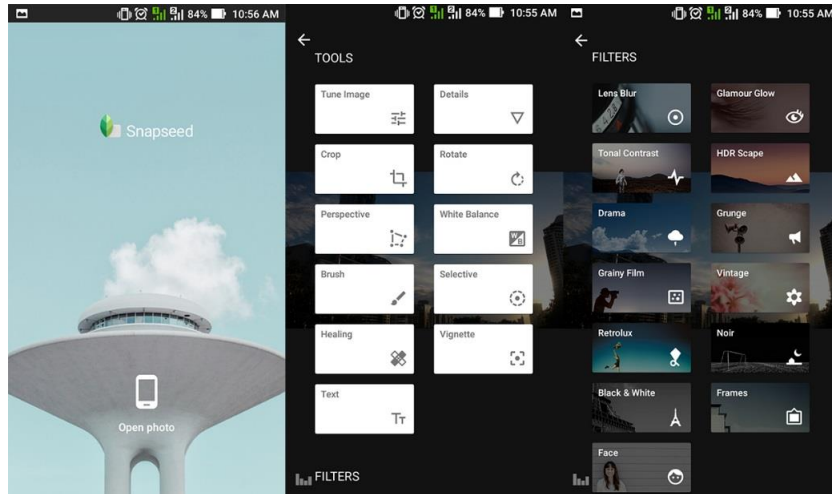 84% 10:56 AM
Snapseed
Open photo
84% 10:55 AM
TOOLS
Tune Image
Details
Crop
Rotate
Perspective
White Balance
W
B
Brush
Selective
Healing
Vignette
Text
TT
FILTERS
84% 10:55 AM
FILTERS
Lens Blur
Glamour Glow
Tonal Contrast
HDR Scape
Drama
Grunge
Grainy Film
Vintage
Retrolux
Noir
Black & White
Frames
Face